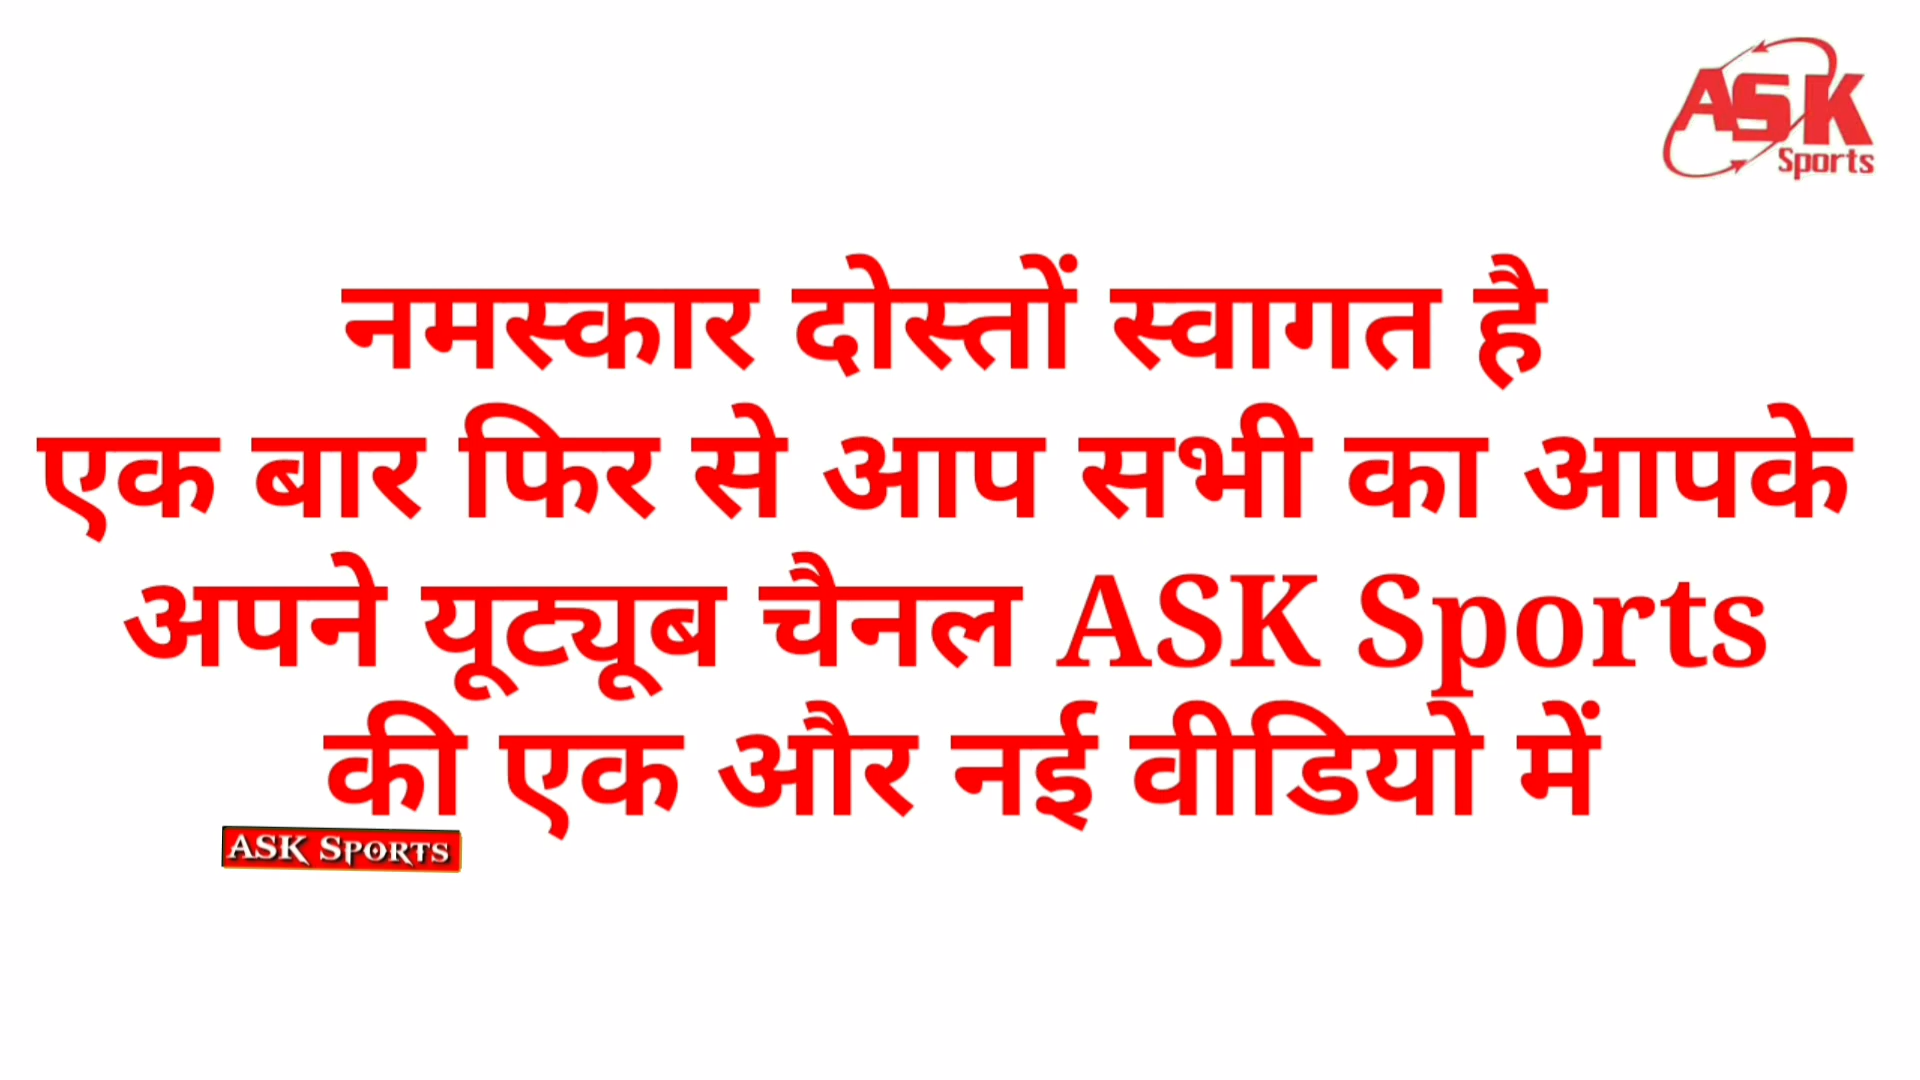 ASK
Sports
नमस्कार दोस्तों स्वागत है
एक बार फिर से आप सभी का आपके
अपने यूट्यूब चैनल ASK Sports
की एक और नई वीडियो में
ASK SPORTS